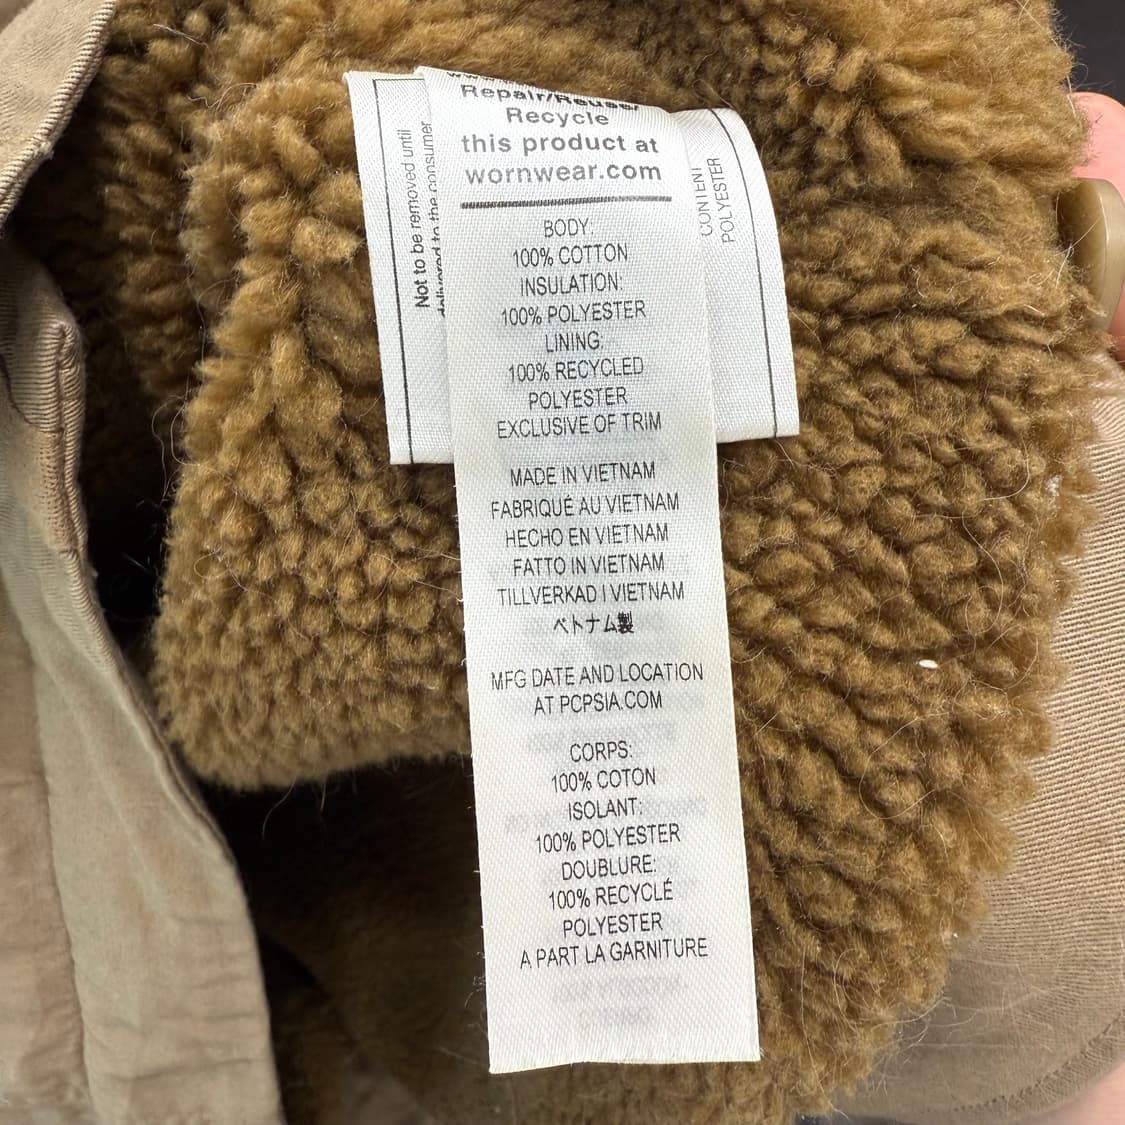 Repair/Reuse/
Recycle
this product at
wornwear.com
BODY:
100% COTTON
INSULATION:
100% POLYESTER
LINING:
100% RECYCLED
POLYESTER
EXCLUSIVE OF TRIM
MADE IN VIETNAM
FABRIQUÉ AU VIETNAM
HECHO EN VIETNAM
FATTO IN VIETNAM
TILLVERKAD I VIETNAM
ベトナム製
MFG DATE AND LOCATION
AT PCPSIA.COM
CORPS:
100% COTON
ISOLANT:
100% POLYESTER
DOUBLURE:
100% RECYCLÉ
POLYESTER
A PART LA GARNITURE
Not to be removed until
delivered to the consumer
CONTENT
POLYESTER